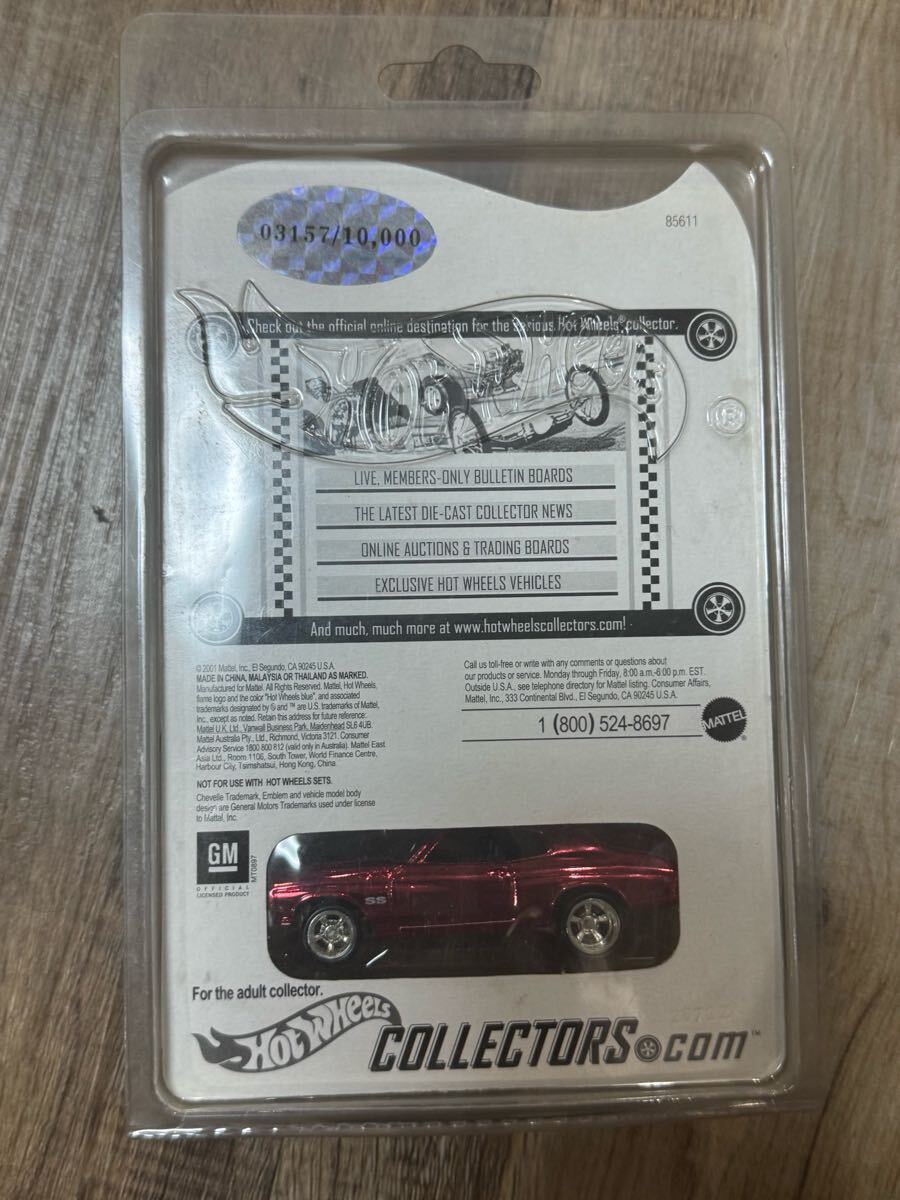 03157/10,000
85611
Check out the official online destination for the serious Hot Wheels® collector.
Hot Wheels
®
LIVE, MEMBERS-ONLY BULLETIN BOARDS
THE LATEST DIE-CAST COLLECTOR NEWS
ONLINE AUCTIONS & TRADING BOARDS
EXCLUSIVE HOT WHEELS VEHICLES
And much, much more at www.hotwheelscollectors.com!
© 2001 Mattel, Inc., El Segundo, CA 90245 U.S.A.
MADE IN CHINA, MALAYSIA OR THAILAND AS MARKED.
Manufactured for Mattel. All Rights Reserved. Mattel, Hot Wheels,
flame logo and the color "Hot Wheels blue", and associated
trademarks designated by ® and ™ are U.S. trademarks of Mattel,
Inc., except as noted. Retain this address for future reference:
Mattel U.K. Ltd., Vanwall Business Park, Maidenhead SL6 4UB.
Mattel Australia Pty., Ltd., Richmond, Victoria 3121. Consumer
Advisory Service 1800 800 812 (valid only in Australia). Mattel East
Asia Ltd., Room 1106, South Tower, World Finance Centre,
Harbour City, Tsimshatsui, Hong Kong, China.
NOT FOR USE WITH HOT WHEELS SETS.
Chevelle Trademark, Emblem and vehicle model body
design are General Motors Trademarks used under license
to Mattel, Inc.
Call us toll-free or write with any comments or questions about
our products or service. Monday through Friday, 8:00 a.m.-6:00 p.m. EST.
Outside U.S.A., see telephone directory for Mattel listing. Consumer Affairs,
Mattel, Inc., 333 Continental Blvd., El Segundo, CA 90245 U.S.A.
1 (800) 524-8697
MATTEL
GM
OFFICIAL
LICENSED PRODUCT
MT0897
SS
For the adult collector.
Hot Wheels
COLLECTORS.com™